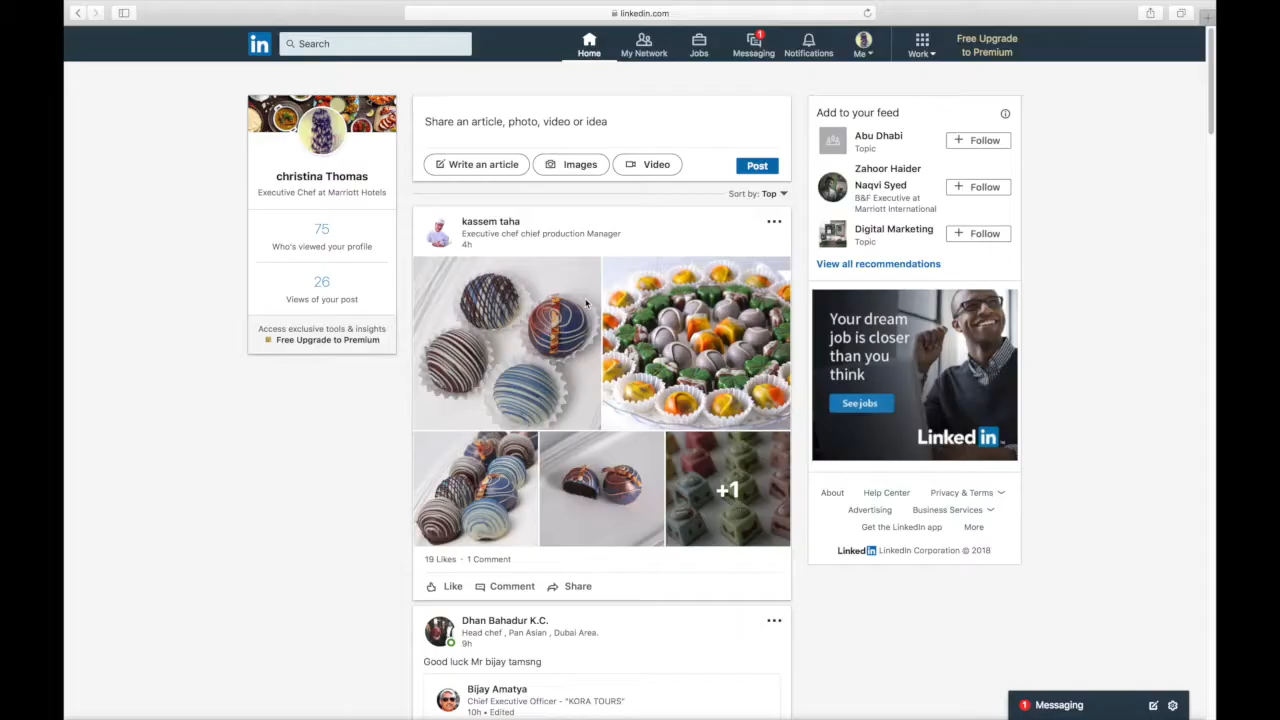 linkedin.com
in
Search
Home
My Network
Jobs
1
Messaging
Notifications
Me
Work
Free Upgrade
to Premium
christina Thomas
Executive Chef at Marriott Hotels
75
Who's viewed your profile
26
Views of your post
Access exclusive tools & insights
Free Upgrade to Premium
Share an article, photo, video or idea
Write an article
Images
Video
Post
Sort by: Top
kassem taha
Executive chef chief production Manager
4h
+1
19 Likes · 1 Comment
Like
Comment
Share
Dhan Bahadur K.C.
Head chef , Pan Asian , Dubai Area.
9h
Good luck Mr bijay tamsng
Bijay Amatya
Chief Executive Officer - "KORA TOURS"
10h • Edited
Add to your feed
Abu Dhabi
Topic
+ Follow
Zahoor Haider
Naqvi Syed
B&F Executive at
Marriott International
+ Follow
Digital Marketing
Topic
+ Follow
View all recommendations
Your dream
job is closer
than you
think
See jobs
Linked in
About
Help Center
Privacy & Terms
Advertising
Business Services
Get the LinkedIn app
More
Linked in LinkedIn Corporation © 2018
1 Messaging